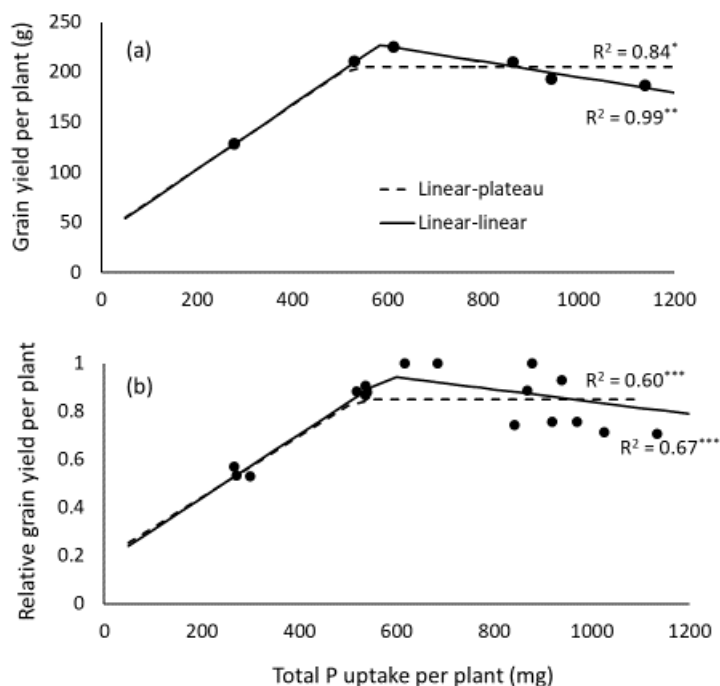 (a)
Grain yield per plant (g)
250
200
150
100
50
0
R² = 0.84*
R² = 0.99**
Linear-plateau
Linear-linear
0 200 400 600 800 1000 1200
(b)
Relative grain yield per plant
1
0.8
0.6
0.4
0.2
0
R² = 0.60***
R² = 0.67***
0 200 400 600 800 1000 1200
Total P uptake per plant (mg)